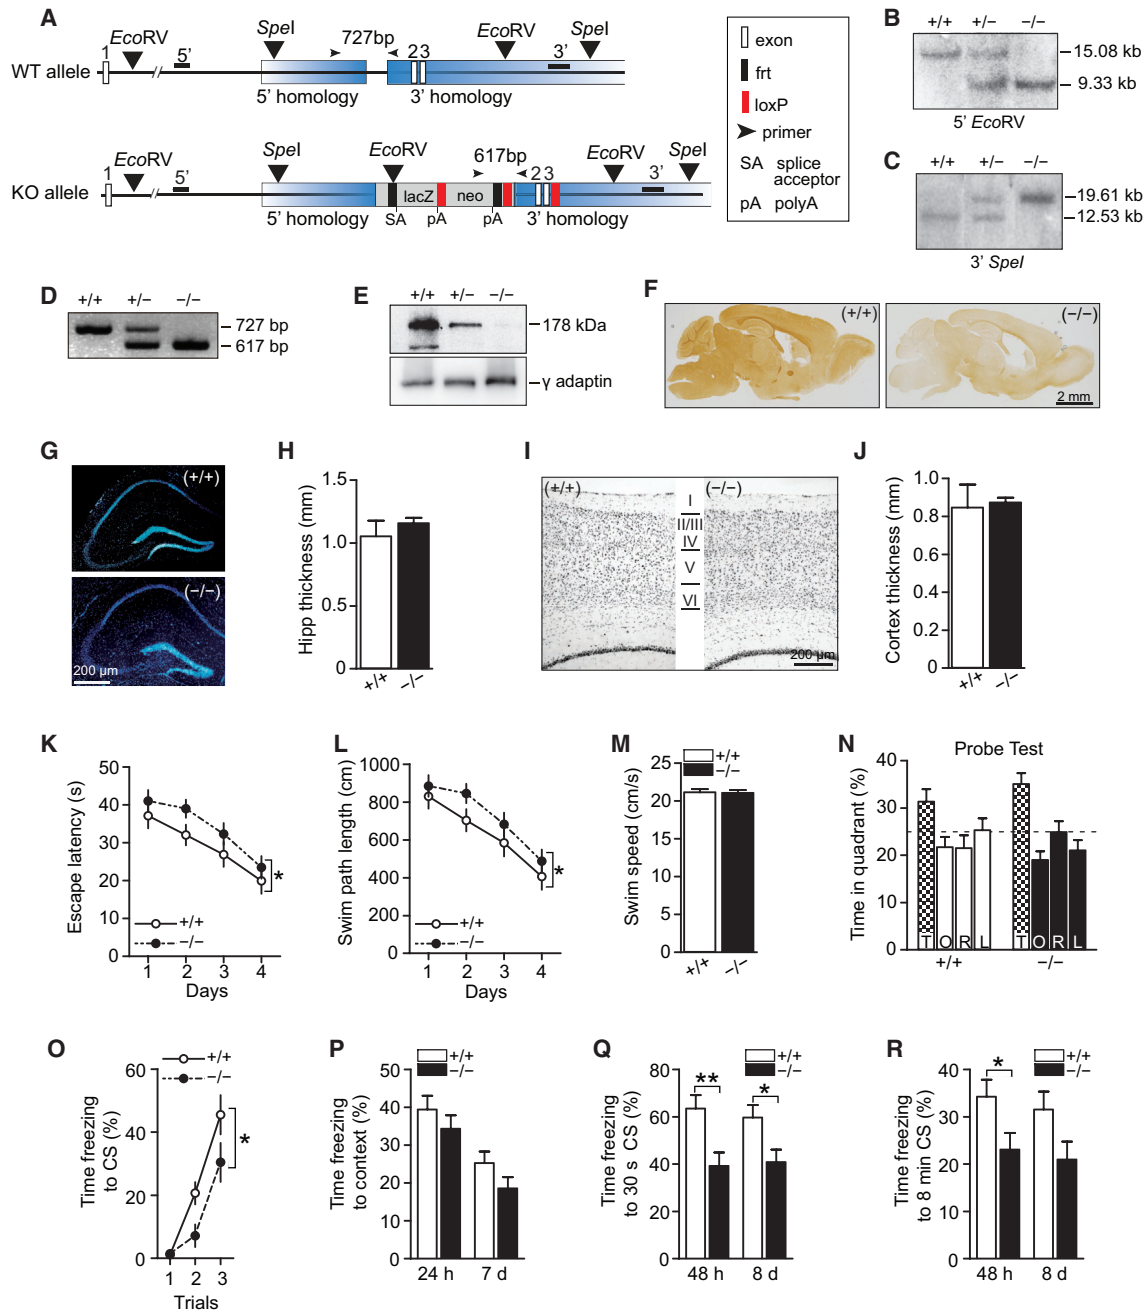 A
WT allele
1
EcoRV
5’
SpeI
727bp
2 3
EcoRV
3’
SpeI
5’ homology
3’ homology
KO allele
1
EcoRV
5’
SpeI
EcoRV
617bp
2 3
EcoRV
3’
SpeI
lacZ
neo
5’ homology
SA
pA
pA
3’ homology
exon
frt
loxP
primer
SA splice acceptor
pA polyA
B
+/+ +/− −/−
15.08 kb
9.33 kb
5’ EcoRV
C
+/+ +/− −/−
19.61 kb
12.53 kb
3’ SpeI
D
+/+ +/− −/−
727 bp
617 bp
E
+/+ +/− −/−
178 kDa
γ adaptin
F
(+/+)
(−/−)
2 mm
G
(+/+)
(−/−)
200 µm
H
Hipp thickness (mm)
1.5
1.0
0.5
0
+/+ −/−
I
(+/+)
(−/−)
I
II/III
IV
V
VI
200 µm
J
Cortex thickness (mm)
1.0
0.8
0.6
0.4
0.2
0
+/+ −/−
K
Escape latency (s)
50
40
30
20
10
0
+/+
−/−
*
1 2 3 4
Days
L
Swim path length (cm)
1000
800
600
400
200
0
+/+
−/−
*
1 2 3 4
Days
M
+/+
−/−
Swim speed (cm/s)
25
20
15
10
5
0
+/+ −/−
N
Probe Test
Time in quadrant (%)
40
30
20
10
0
T O R L
T O R L
+/+ −/−
O
+/+
−/−
Time freezing
to CS (%)
60
40
20
0
*
1 2 3
Trials
P
+/+
−/−
Time freezing
to context (%)
50
40
30
20
10
0
24 h 7 d
Q
+/+
−/−
Time freezing
to 30 s CS (%)
80
60
40
20
0
**
*
48 h 8 d
R
+/+
−/−
Time freezing
to 8 min CS (%)
40
30
20
10
0
*
48 h 8 d